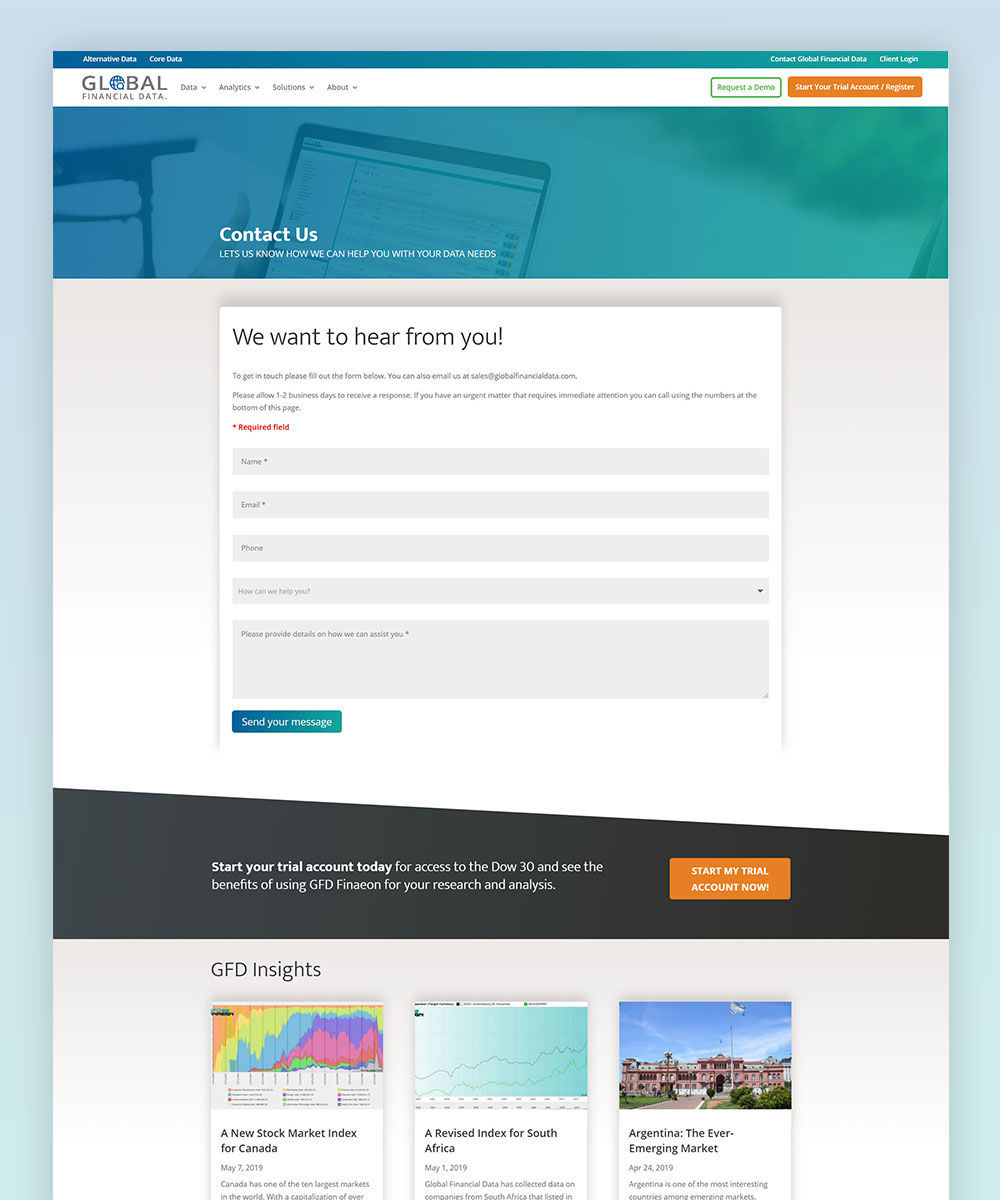 Alternative Data Core Data Contact Global Financial Data Client Login
GLOBAL
FINANCIAL DATA.
Data Analytics Solutions About Request a Demo Start Your Trial Account / Register
Contact Us
LETS US KNOW HOW WE CAN HELP YOU WITH YOUR DATA NEEDS
We want to hear from you!
To get in touch please fill out the form below. You can also email us at sales@globalfinancialdata.com.
Please allow 1-2 business days to receive a response. If you have an urgent matter that requires immediate attention you can call using the numbers at the
bottom of this page.
* Required field
Name *
Email *
Phone
How can we help you?
Please provide details on how we can assist you *
Send your message
Start your trial account today for access to the Dow 30 and see the
benefits of using GFD Finaeon for your research and analysis.
START MY TRIAL
ACCOUNT NOW!
GFD Insights
A New Stock Market Index
for Canada
May 7, 2019
Canada has one of the ten largest markets
in the world. With a capitalization of over
A Revised Index for South
Africa
May 1, 2019
Global Financial Data has collected data on
companies from South Africa that listed in
Argentina: The Ever-
Emerging Market
Apr 24, 2019
Argentina is one of the most interesting
countries among emerging markets.